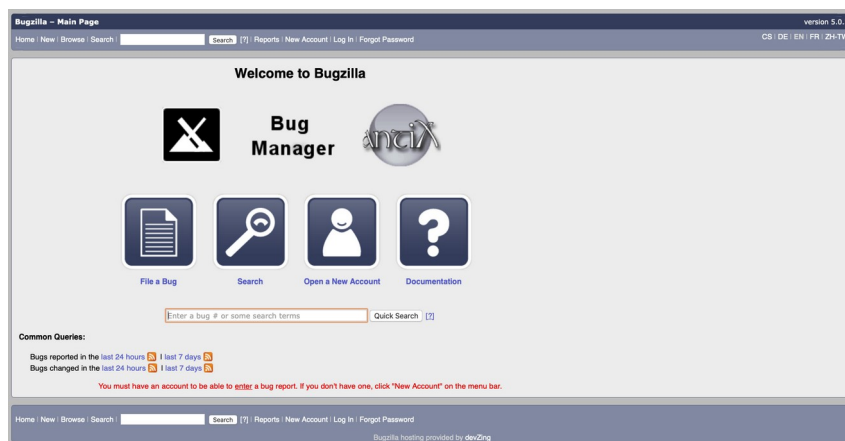 Bugzilla – Main Page
version 5.0.
Home | New | Browse | Search | Search [?] | Reports | New Account | Log In | Forgot Password
CS | DE | EN | FR | ZH-TW
Welcome to Bugzilla
Bug
Manager
antiX
File a Bug
Search
Open a New Account
Documentation
Enter a bug # or some search terms
Quick Search
[?]
Common Queries:
Bugs reported in the last 24 hours | last 7 days
Bugs changed in the last 24 hours | last 7 days
You must have an account to be able to enter a bug report. If you don't have one, click "New Account" on the menu bar.
Home | New | Browse | Search | Search [?] | Reports | New Account | Log In | Forgot Password
Bugzilla hosting provided by devZing